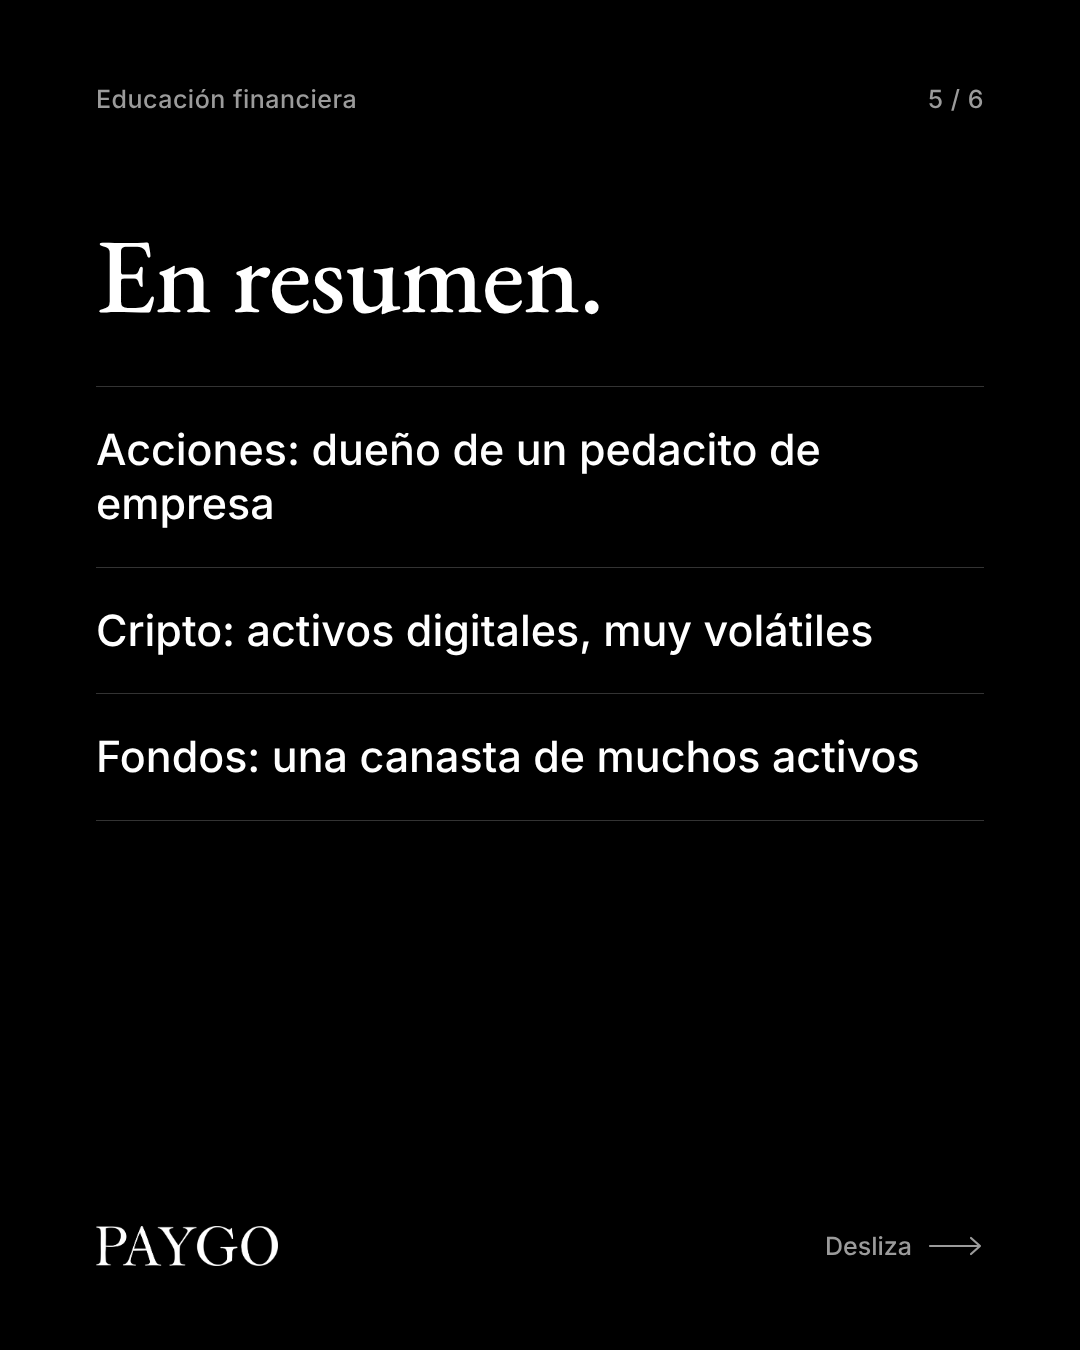 Educación financiera
5 / 6
En resumen.
Acciones: dueño de un pedacito de
empresa
Cripto: activos digitales, muy volátiles
Fondos: una canasta de muchos activos
PAYGO
Desliza